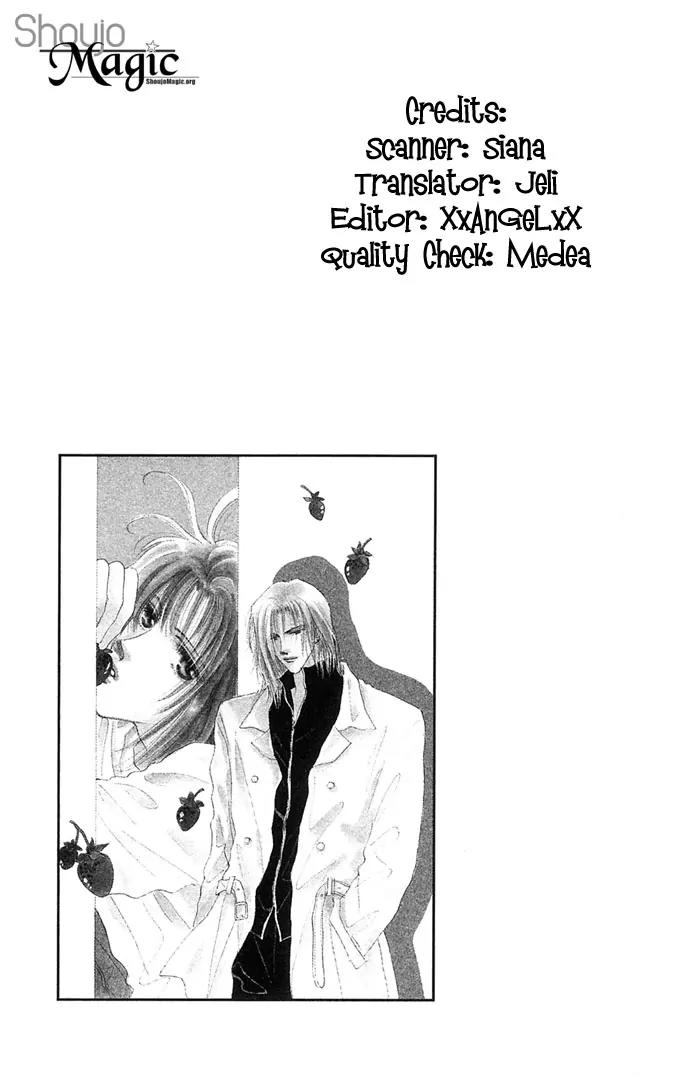 Shoujo
Magic
ShoujoMagic.org
Credits:
Scanner: Siana
Translator: Jeli
Editor: XxAnGeLxX
Quality Check: Medea